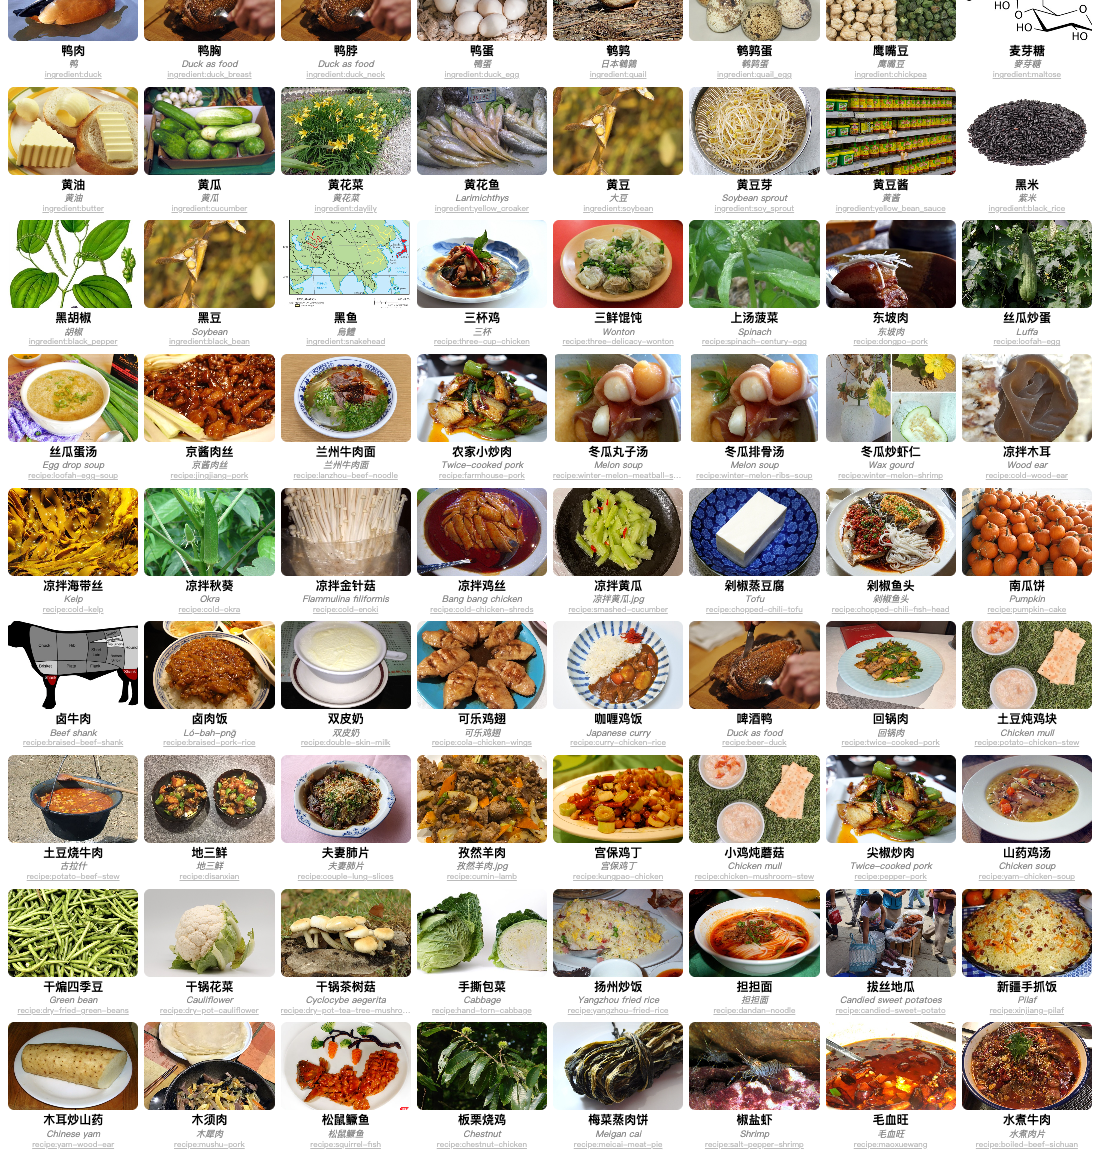 HO
HO
HO
鸭肉
鸭
ingredient:duck
鸭胸
Duck as food
ingredient:duck_breast
鸭脖
Duck as food
ingredient:duck_neck
鸭蛋
鴨蛋
ingredient:duck_egg
鹌鹑
日本鵪鶉
ingredient:quail
鹌鹑蛋
鹌鹑蛋
ingredient:quail_egg
鹰嘴豆
鹰嘴豆
ingredient:chickpea
麦芽糖
麥芽糖
ingredient:maltose
黄油
黄油
ingredient:butter
黄瓜
黄瓜
ingredient:cucumber
黄花菜
黄花菜
ingredient:daylily
黄花鱼
Larimichthys
ingredient:yellow_croaker
黄豆
大豆
ingredient:soybean
黄豆芽
Soybean sprout
ingredient:soy_sprout
黄豆酱
黄酱
ingredient:yellow_bean_sauce
黑米
紫米
ingredient:black_rice
黑胡椒
胡椒
ingredient:black_pepper
黑豆
Soybean
ingredient:black_bean
黑鱼
烏鱧
ingredient:snakehead
三杯鸡
三杯
recipe:three-cup-chicken
三鲜馄饨
Wonton
recipe:three-delicacy-wonton
上汤菠菜
Spinach
recipe:spinach-century-egg
东坡肉
东坡肉
recipe:dongpo-pork
丝瓜炒蛋
Luffa
recipe:loofah-egg
丝瓜蛋汤
Egg drop soup
recipe:loofah-egg-soup
京酱肉丝
京酱肉丝
recipe:jingjiang-pork
兰州牛肉面
兰州牛肉面
recipe:lanzhou-beef-noodle
农家小炒肉
Twice-cooked pork
recipe:farmhouse-pork
冬瓜丸子汤
Melon soup
recipe:winter-melon-meatball-s...
冬瓜排骨汤
Melon soup
recipe:winter-melon-ribs-soup
冬瓜炒虾仁
Wax gourd
recipe:winter-melon-shrimp
凉拌木耳
Wood ear
recipe:cold-wood-ear
凉拌海带丝
Kelp
recipe:cold-kelp
凉拌秋葵
Okra
recipe:cold-okra
凉拌金针菇
Flammulina filiformis
recipe:cold-enoki
凉拌鸡丝
Bang bang chicken
recipe:cold-chicken-shreds
凉拌黄瓜
凉拌黄瓜.jpg
recipe:smashed-cucumber
剁椒蒸豆腐
Tofu
recipe:chopped-chili-tofu
剁椒鱼头
剁椒鱼头
recipe:chopped-chili-fish-head
南瓜饼
Pumpkin
recipe:pumpkin-cake
卤牛肉
Beef shank
recipe:braised-beef-shank
卤肉饭
Ló-bah-pn̄g
recipe:braised-pork-rice
双皮奶
双皮奶
recipe:double-skin-milk
可乐鸡翅
可乐鸡翅
recipe:cola-chicken-wings
咖喱鸡饭
Japanese curry
recipe:curry-chicken-rice
啤酒鸭
Duck as food
recipe:beer-duck
回锅肉
回锅肉
recipe:twice-cooked-pork
土豆炖鸡块
Chicken mull
recipe:potato-chicken-stew
土豆烧牛肉
古拉什
recipe:potato-beef-stew
地三鲜
地三鲜
recipe:disanxian
夫妻肺片
夫妻肺片
recipe:couple-lung-slices
孜然羊肉
孜然羊肉.jpg
recipe:cumin-lamb
宫保鸡丁
宫保鸡丁
recipe:kungpao-chicken
小鸡炖蘑菇
Chicken mull
recipe:chicken-mushroom-stew
尖椒炒肉
Twice-cooked pork
recipe:pepper-pork
山药鸡汤
Chicken soup
recipe:yam-chicken-soup
干煸四季豆
Green bean
recipe:dry-fried-green-beans
干锅花菜
Cauliflower
recipe:dry-pot-cauliflower
干锅茶树菇
Cyclocybe aegerita
recipe:dry-pot-tea-tree-mushro...
手撕包菜
Cabbage
recipe:hand-torn-cabbage
扬州炒饭
Yangzhou fried rice
recipe:yangzhou-fried-rice
担担面
担担面
recipe:dandan-noodle
拔丝地瓜
Candied sweet potatoes
recipe:candied-sweet-potato
新疆手抓饭
Pilaf
recipe:xinjiang-pilaf
木耳炒山药
Chinese yam
recipe:yam-wood-ear
木须肉
木犀肉
recipe:mushu-pork
松鼠鳜鱼
松鼠鳜鱼
recipe:squirrel-fish
板栗烧鸡
Chestnut
recipe:chestnut-chicken
梅菜蒸肉饼
Meigan cai
recipe:meicai-meat-pie
椒盐虾
Shrimp
recipe:salt-pepper-shrimp
毛血旺
毛血旺
recipe:maoxuewang
水煮牛肉
水煮肉片
recipe:boiled-beef-sichuan